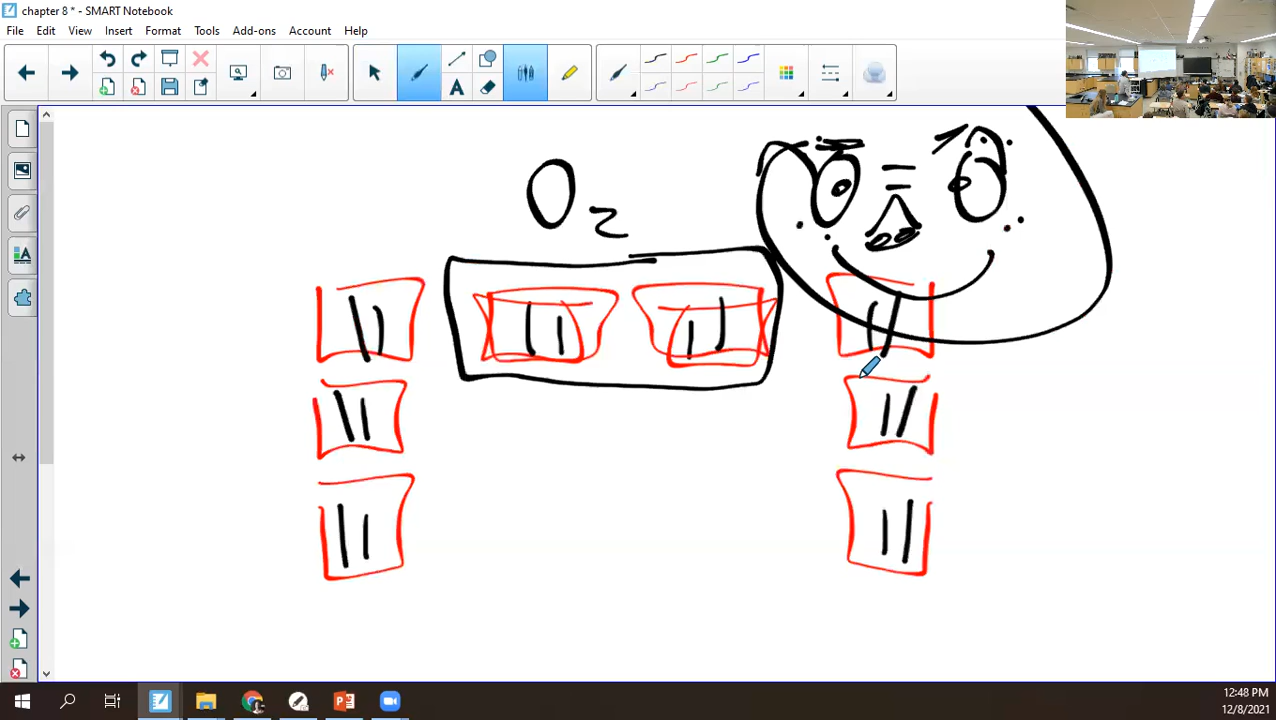 chapter 8 * - SMART Notebook
File Edit View Insert Format Tools Add-ons Account Help
O2
12:48 PM
12/8/2021